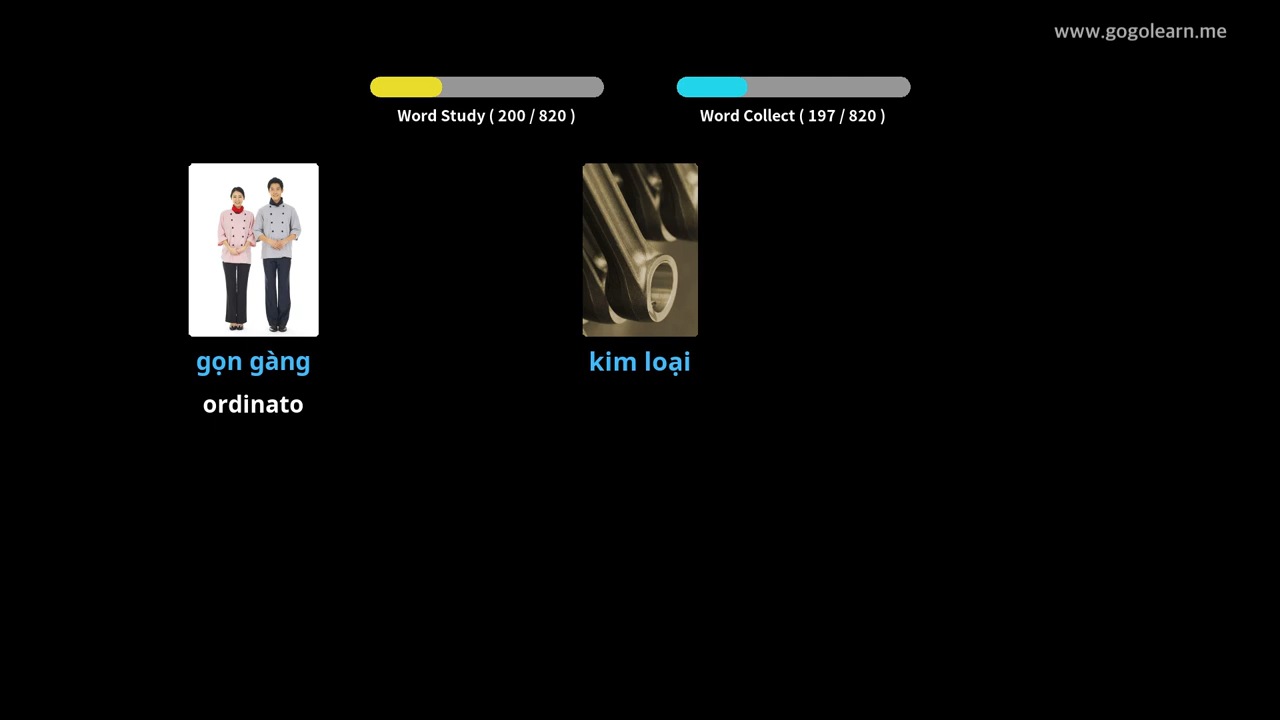 www.gogolearn.me
Word Study ( 200 / 820 )
Word Collect ( 197 / 820 )
gọn gàng
ordinato
kim loại